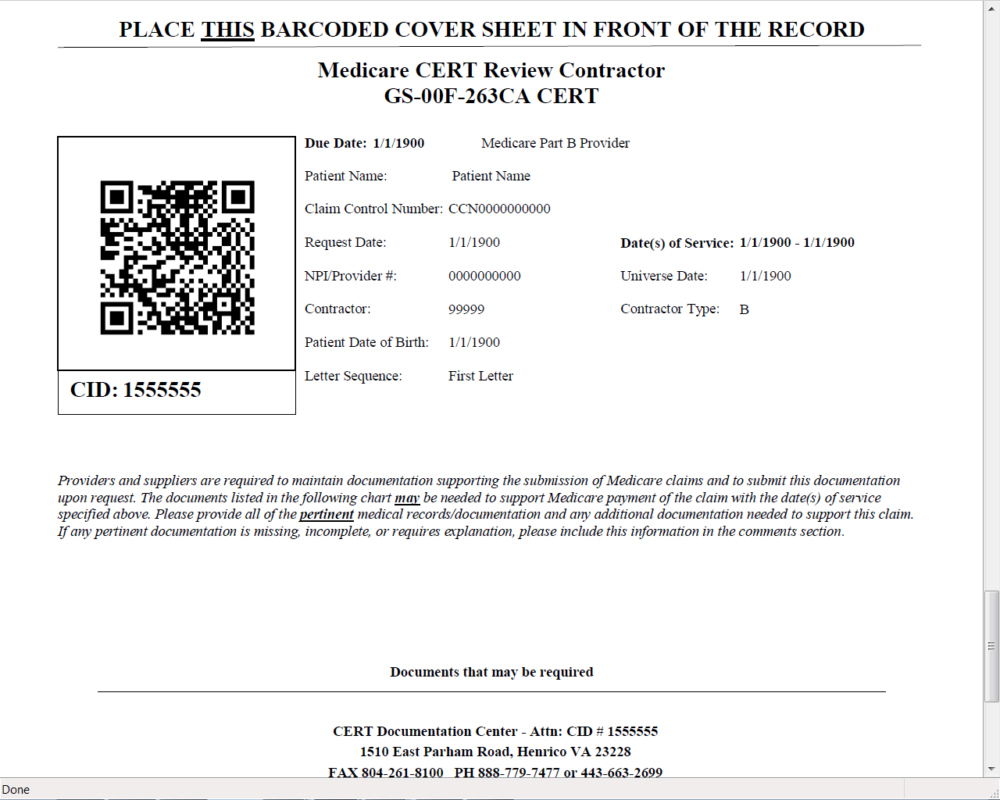 PLACE THIS BARCODED COVER SHEET IN FRONT OF THE RECORD
Medicare CERT Review Contractor
GS-00F-263CA CERT
Due Date: 1/1/1900 Medicare Part B Provider
Patient Name: Patient Name
Claim Control Number: CCN0000000000
Request Date: 1/1/1900 Date(s) of Service: 1/1/1900 - 1/1/1900
NPI/Provider #: 0000000000 Universe Date: 1/1/1900
Contractor: 99999 Contractor Type: B
Patient Date of Birth: 1/1/1900
Letter Sequence: First Letter
CID: 1555555
Providers and suppliers are required to maintain documentation supporting the submission of Medicare claims and to submit this documentation
upon request. The documents listed in the following chart may be needed to support Medicare payment of the claim with the date(s) of service
specified above. Please provide all of the pertinent medical records/documentation and any additional documentation needed to support this claim.
If any pertinent documentation is missing, incomplete, or requires explanation, please include this information in the comments section.
Documents that may be required
CERT Documentation Center - Attn: CID # 1555555
1510 East Parham Road, Henrico VA 23228
FAX 804-261-8100 PH 888-779-7477 or 443-663-2699
Done